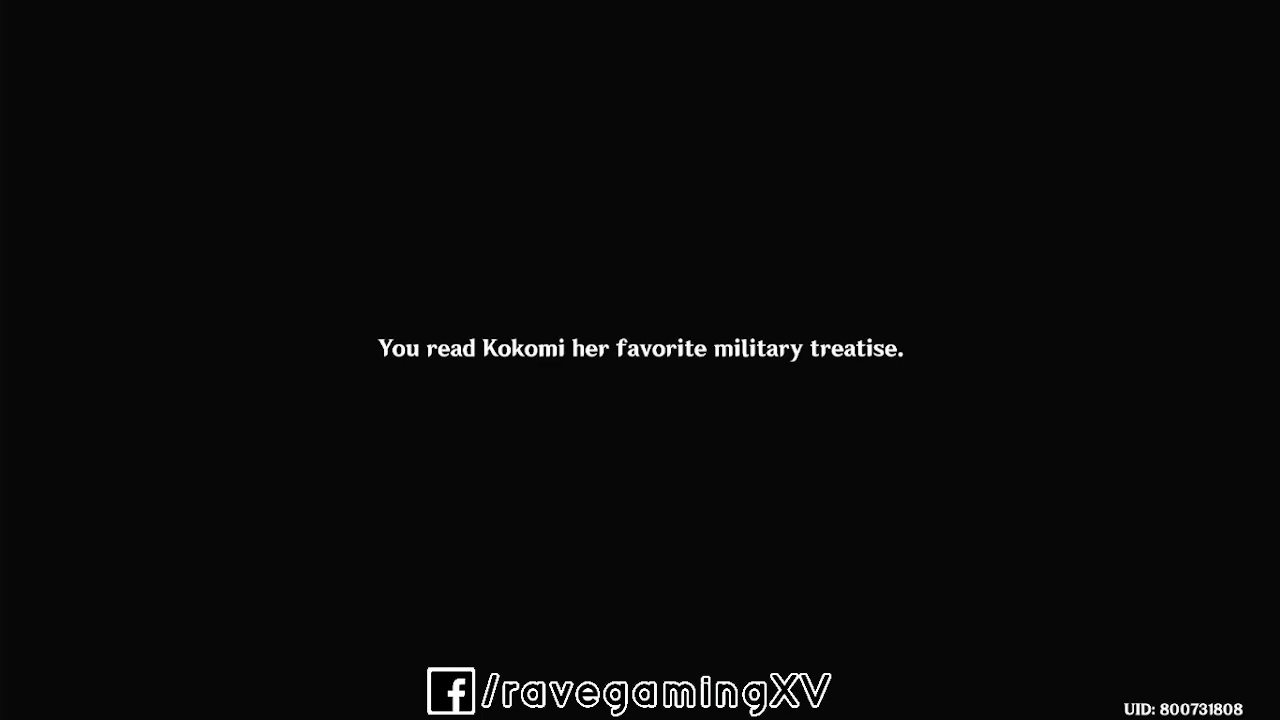 You read Kokomi her favorite military treatise.
/ravegamingXV
UID: 800731808